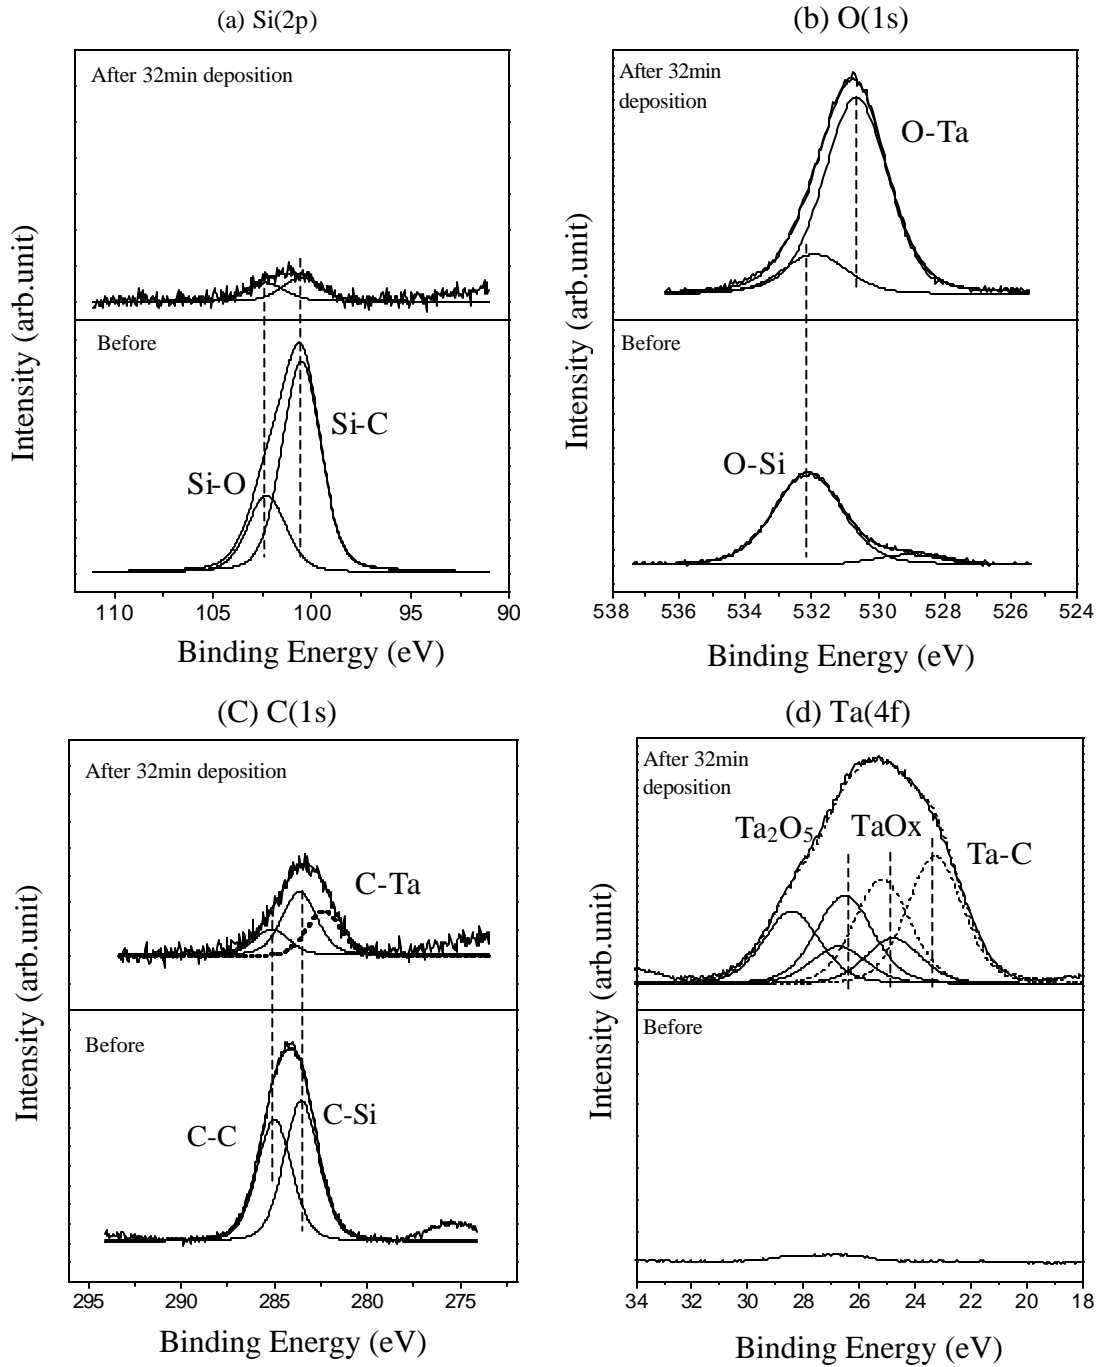 (a) Si(2p)
After 32min deposition
Before
Si-C
Si-O
Intensity (arb.unit)
110 105 100 95 90
Binding Energy (eV)
(b) O(1s)
After 32min
deposition
O-Ta
Before
O-Si
Intensity (arb.unit)
538 536 534 532 530 528 526 524
Binding Energy (eV)
(C) C(1s)
After 32min deposition
C-Ta
Before
C-Si
C-C
Intensity (arb.unit)
295 290 285 280 275
Binding Energy (eV)
(d) Ta(4f)
After 32min
deposition
Ta₂O₅ TaOx
Ta-C
Before
Intensity (arb.unit)
34 32 30 28 26 24 22 20 18
Binding Energy (eV)